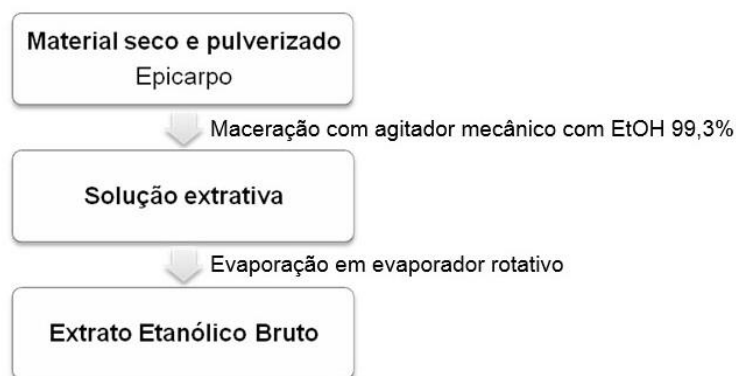 Material seco e pulverizado
Epicarpo
Maceração com agitador mecânico com EtOH 99,3%
Solução extrativa
Evaporação em evaporador rotativo
Extrato Etanólico Bruto